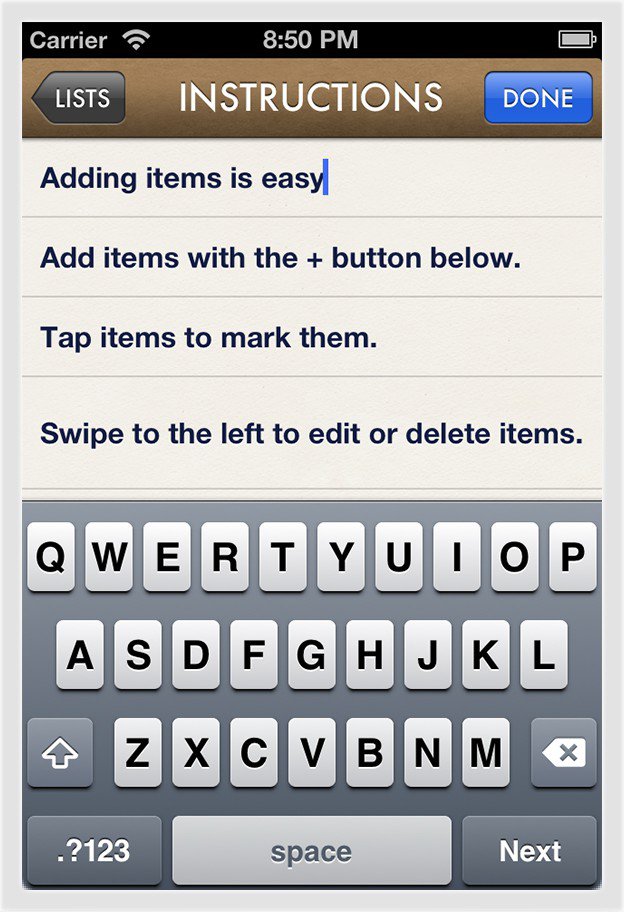 Carrier 8:50 PM
LISTS INSTRUCTIONS DONE
Adding items is easy
Add items with the + button below.
Tap items to mark them.
Swipe to the left to edit or delete items.
Q W E R T Y U I O P
A S D F G H J K L
Z X C V B N M
.?123 space Next